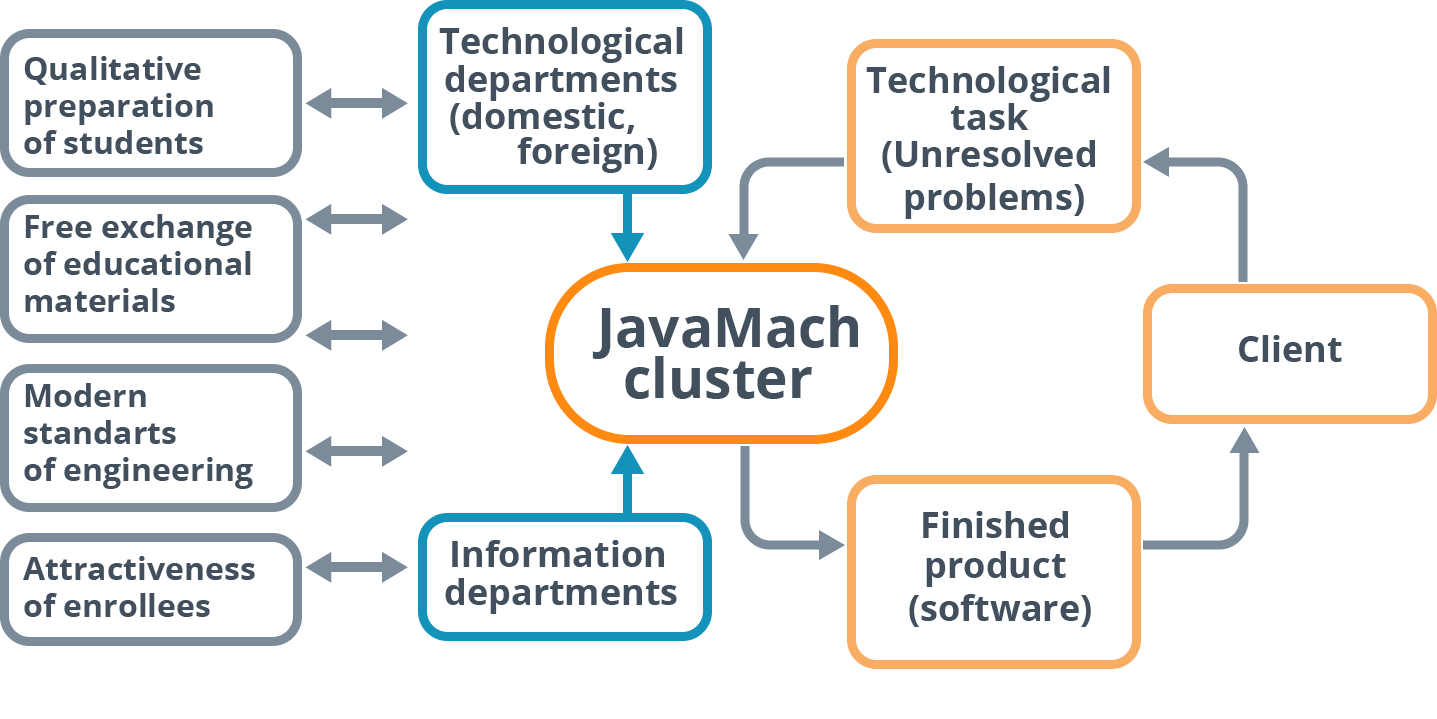 Qualitative
preparation
of students
Free exchange
of educational
materials
Modern
standarts
of engineering
Attractiveness
of enrollees
Technological
departments
(domestic,
foreign)
Information
departments
JavaMach
cluster
Technological
task
(Unresolved
problems)
Client
Finished
product
(software)